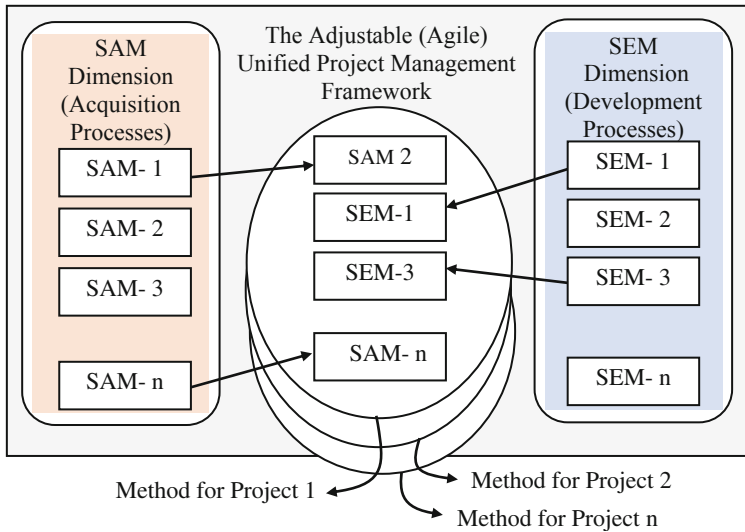 SAM
Dimension
(Acquisition
Processes)
SAM- 1
SAM- 2
SAM- 3
SAM- n
The Adjustable (Agile)
Unified Project Management
Framework
SAM 2
SEM-1
SEM-3
SAM- n
SEM
Dimension
(Development
Processes)
SEM- 1
SEM- 2
SEM- 3
SEM- n
Method for Project 1
Method for Project 2
Method for Project n